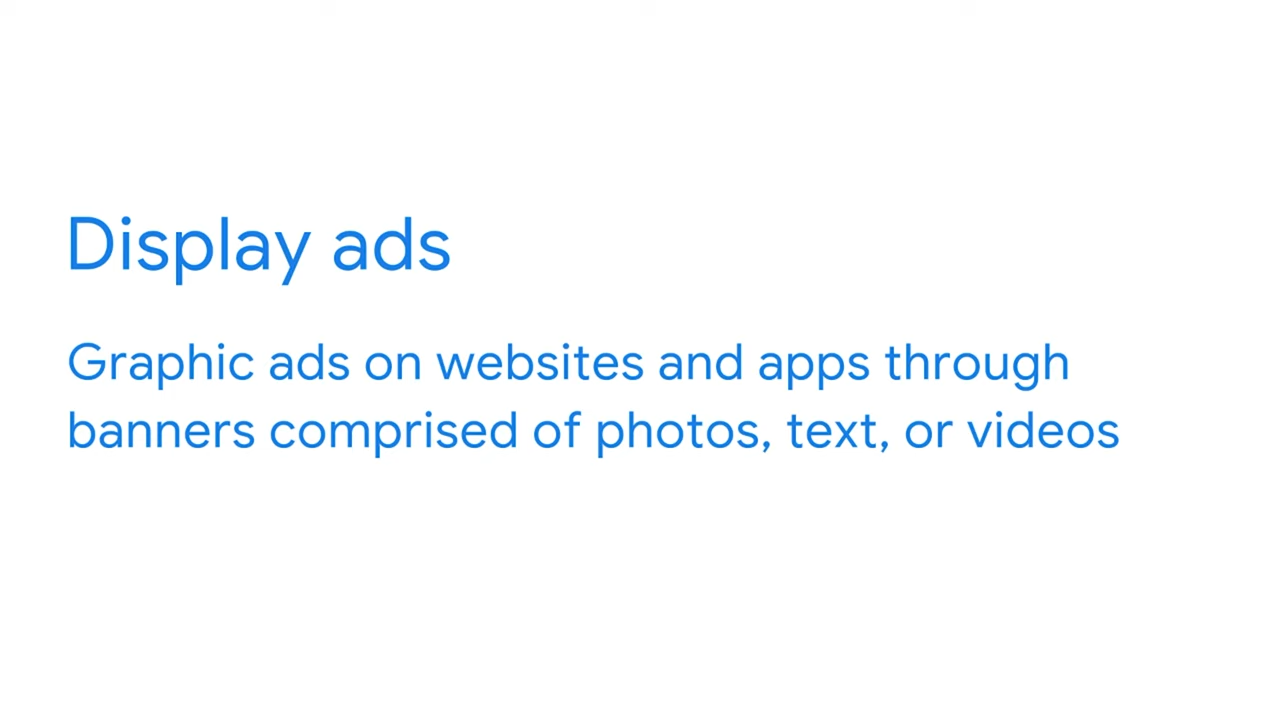 Display ads
Graphic ads on websites and apps through
banners comprised of photos, text, or videos